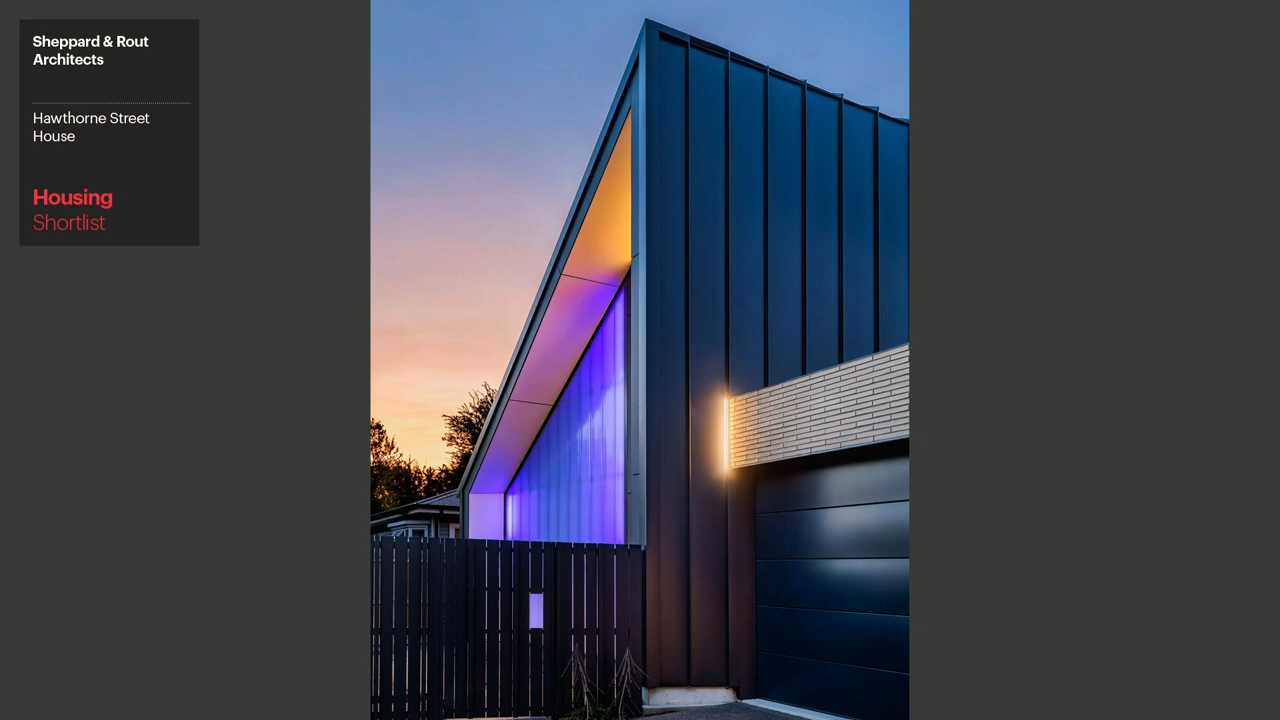 Sheppard & Rout
Architects
Hawthorne Street
House
Housing
Shortlist